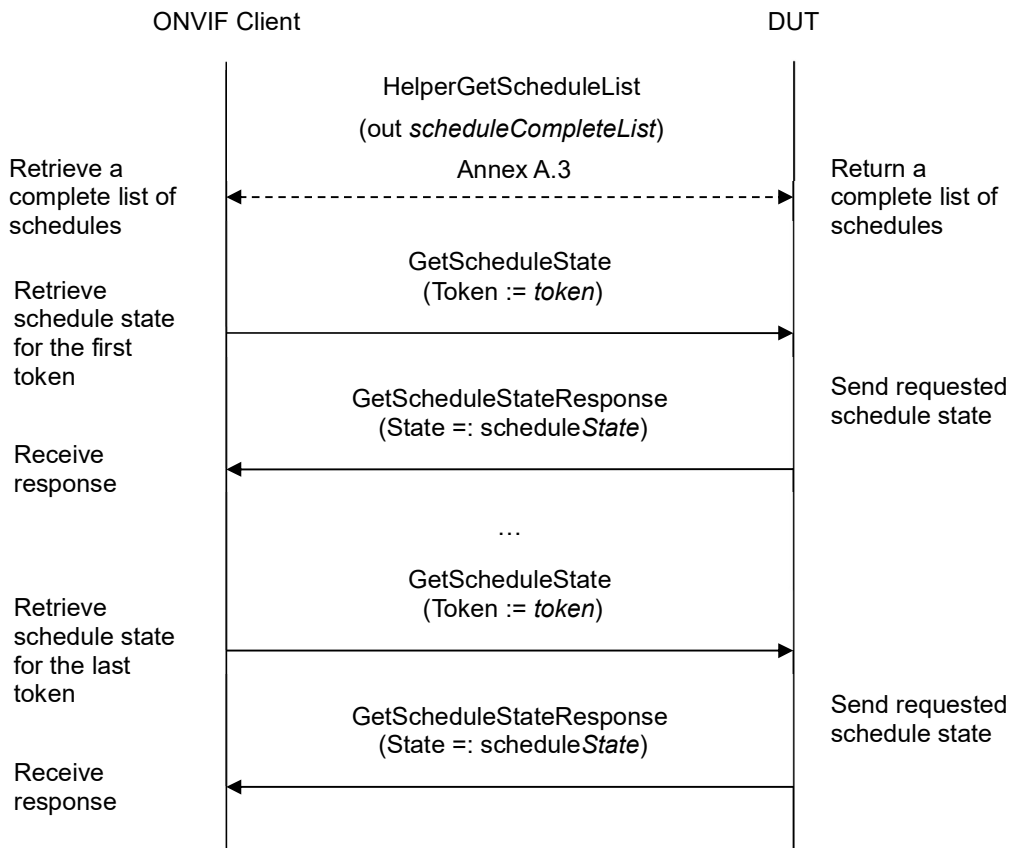 ONVIF Client
DUT
HelperGetScheduleList
(out scheduleCompleteList)
Annex A.3
Retrieve a
complete list of
schedules
Return a
complete list of
schedules
GetScheduleState
(Token := token)
Retrieve
schedule state
for the first
token
GetScheduleStateResponse
(State =: scheduleState)
Send requested
schedule state
Receive
response
…
GetScheduleState
(Token := token)
Retrieve
schedule state
for the last
token
GetScheduleStateResponse
(State =: scheduleState)
Send requested
schedule state
Receive
response